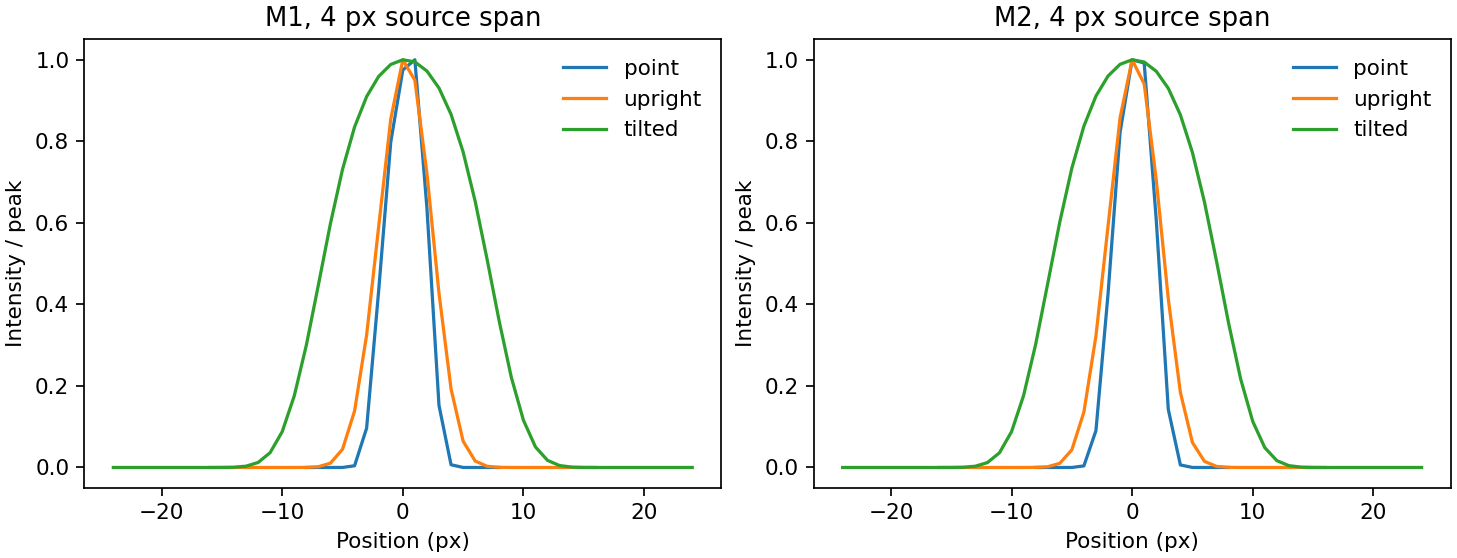 M1, 4 px source span
Intensity / peak
1.0
0.8
0.6
0.4
0.2
0.0
point
upright
tilted
−20
−10
0
10
20
Position (px)
M2, 4 px source span
Intensity / peak
1.0
0.8
0.6
0.4
0.2
0.0
point
upright
tilted
−20
−10
0
10
20
Position (px)